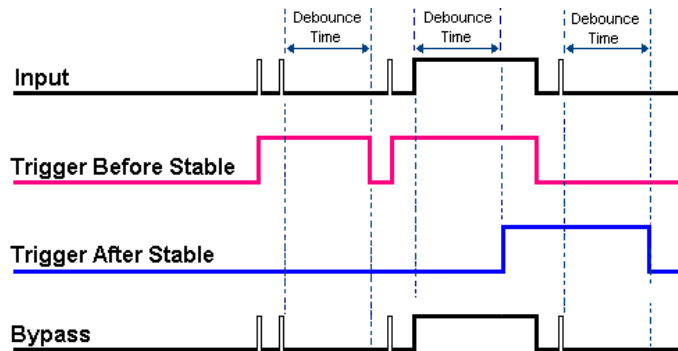 Debounce
Time
Debounce
Time
Debounce
Time
Input
Trigger Before Stable
Trigger After Stable
Bypass